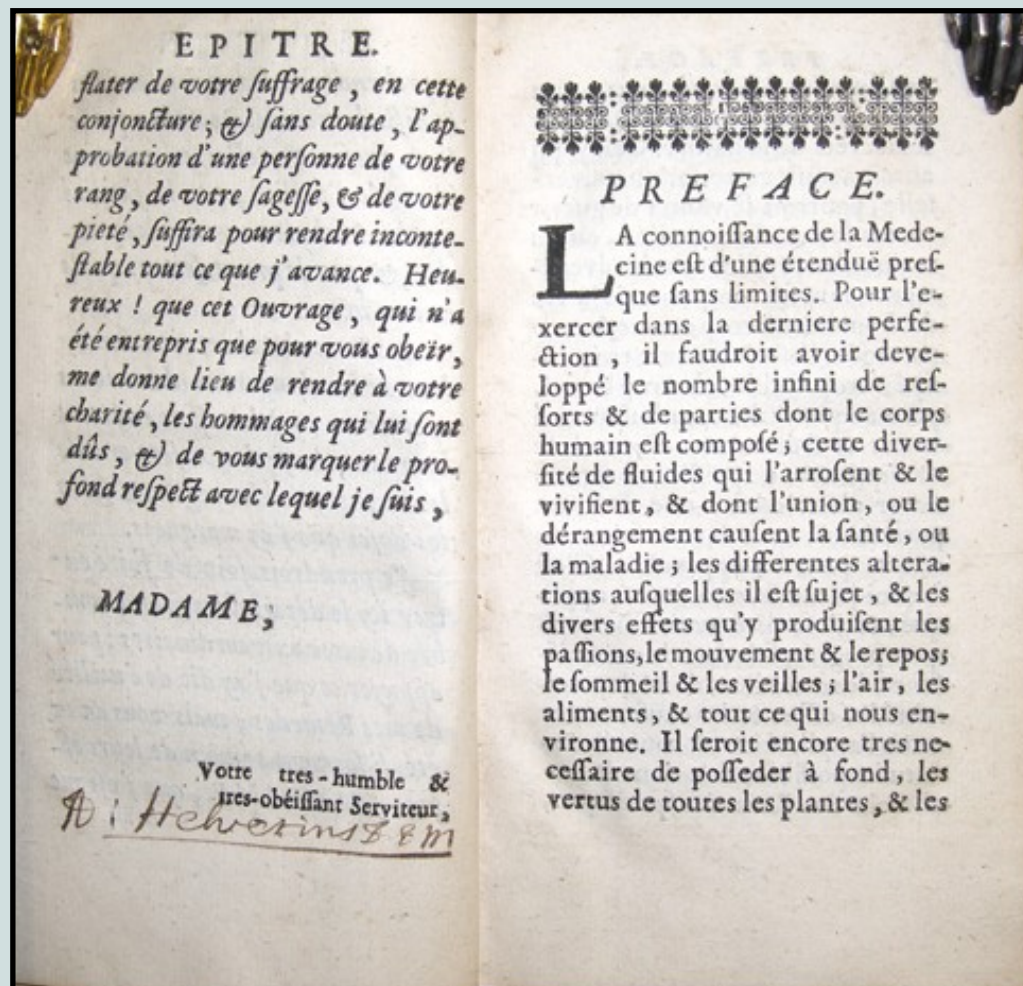 EPITRE.
flater de votre ſuffrage, en cette
conjoncture; & ſans doute, l'ap-
probation d'une perſonne de votre
rang, de votre ſageſſe, & de votre
pieté, ſuffira pour rendre inconte-
ſtable tout ce que j'avance. Heu-
reux ! que cet Ouvrage, qui n'a
été entrepris que pour vous obeïr,
me donne lieu de rendre à votre
charité, les hommages qui lui ſont
dûs, & de vous marquer le pro-
fond reſpect avec lequel je ſuis,
MADAME,
Votre tres-humble &
tres-obéiſſant Serviteur,
A: Helvetius
PREFACE.
LA connoiſſance de la Mede-
cine eſt d'une étenduë preſ-
que ſans limites. Pour l'e-
xercer dans la derniere perfe-
ction, il faudroit avoir deve-
loppé le nombre infini de reſ-
ſorts & de parties dont le corps
humain eſt compoſé; cette diver-
ſité de fluides qui l'arroſent & le
vivifient, & dont l'union, ou le
dérangement cauſent la ſanté, ou
la maladie; les differentes altera-
tions auſquelles il eſt ſujet, & les
divers effets qu'y produiſent les
paſſions, le mouvement & le repos;
le ſommeil & les veilles; l'air, les
aliments, & tout ce qui nous en-
vironne. Il ſeroit encore tres ne-
ceſſaire de poſſeder à fond, les
vertus de toutes les plantes, & les